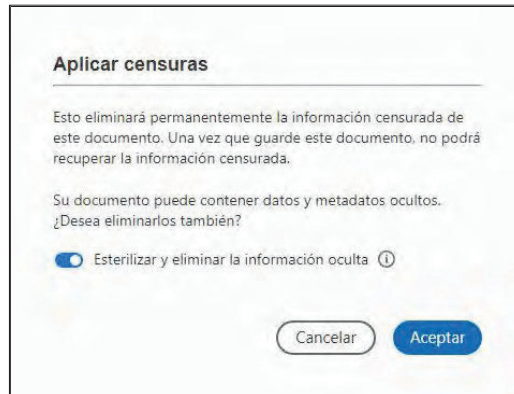 Aplicar censuras
Esto eliminará permanentemente la información censurada de
este documento. Una vez que guarde este documento, no podrá
recuperar la información censurada.
Su documento puede contener datos y metadatos ocultos.
¿Desea eliminarlos también?
Esterilizar y eliminar la información oculta
Cancelar
Aceptar